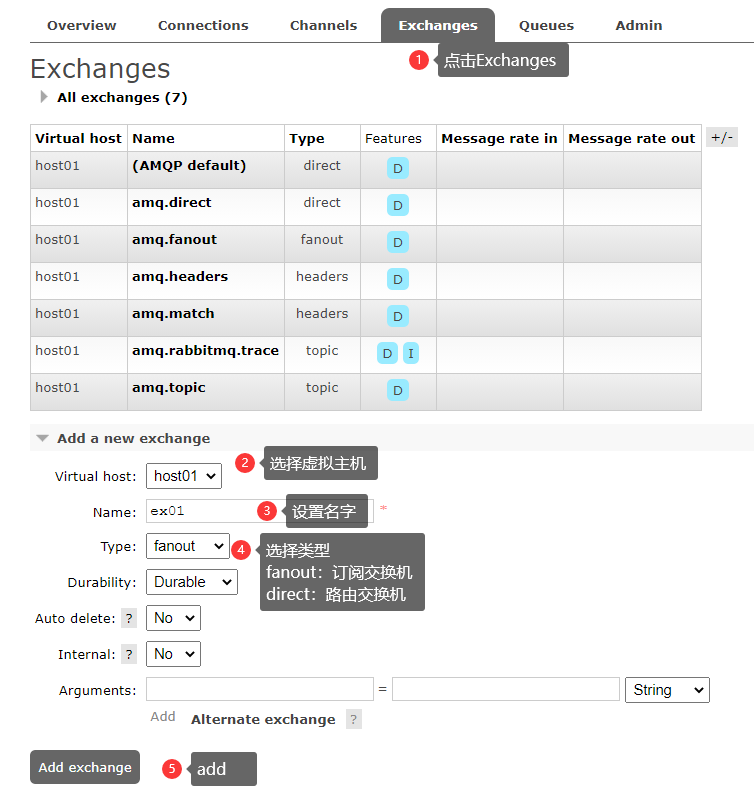 Overview Connections Channels Exchanges Queues Admin
1 点击Exchanges
Exchanges
All exchanges (7)
Virtual host Name Type Features Message rate in Message rate out +/-
host01 (AMQP default) direct D
host01 amq.direct direct D
host01 amq.fanout fanout D
host01 amq.headers headers D
host01 amq.match headers D
host01 amq.rabbitmq.trace topic D I
host01 amq.topic topic D
Add a new exchange
Virtual host: host01 2 选择虚拟主机
Name: ex01 3 设置名字 *
Type: fanout 4 选择类型
fanout：订阅交换机
direct：路由交换机
Durability: Durable
Auto delete: ? No
Internal: ? No
Arguments: = String
Add Alternate exchange ?
Add exchange 5 add